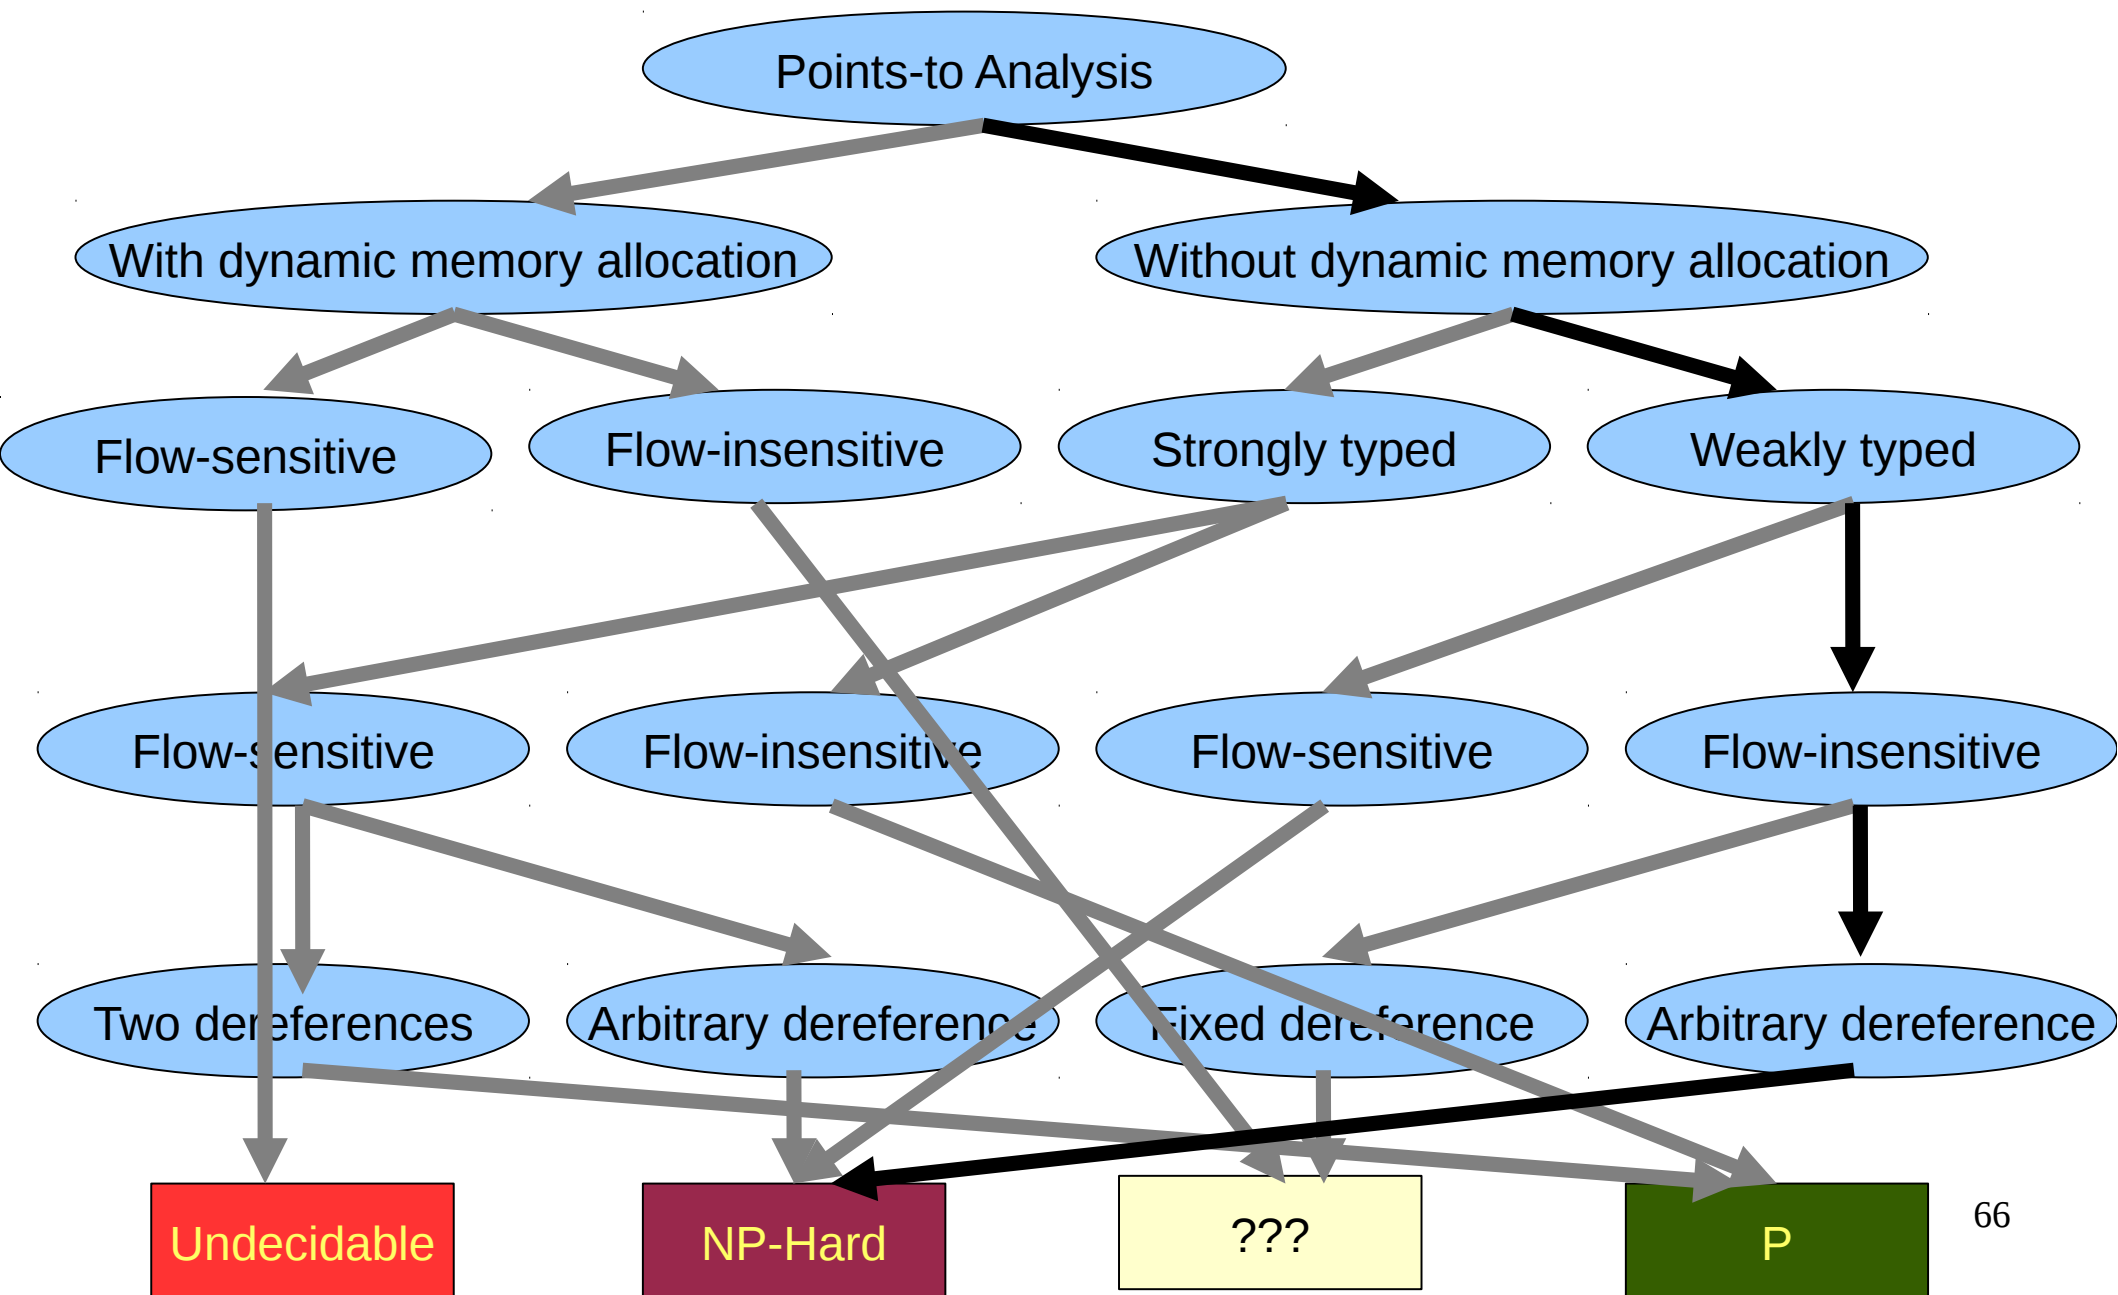 Points-to Analysis
With dynamic memory allocation
Without dynamic memory allocation
Flow-sensitive
Flow-insensitive
Strongly typed
Weakly typed
Flow-sensitive
Flow-insensitive
Flow-sensitive
Flow-insensitive
Two dereferences
Arbitrary dereference
Fixed dereference
Arbitrary dereference
Undecidable
NP-Hard
???
P
66